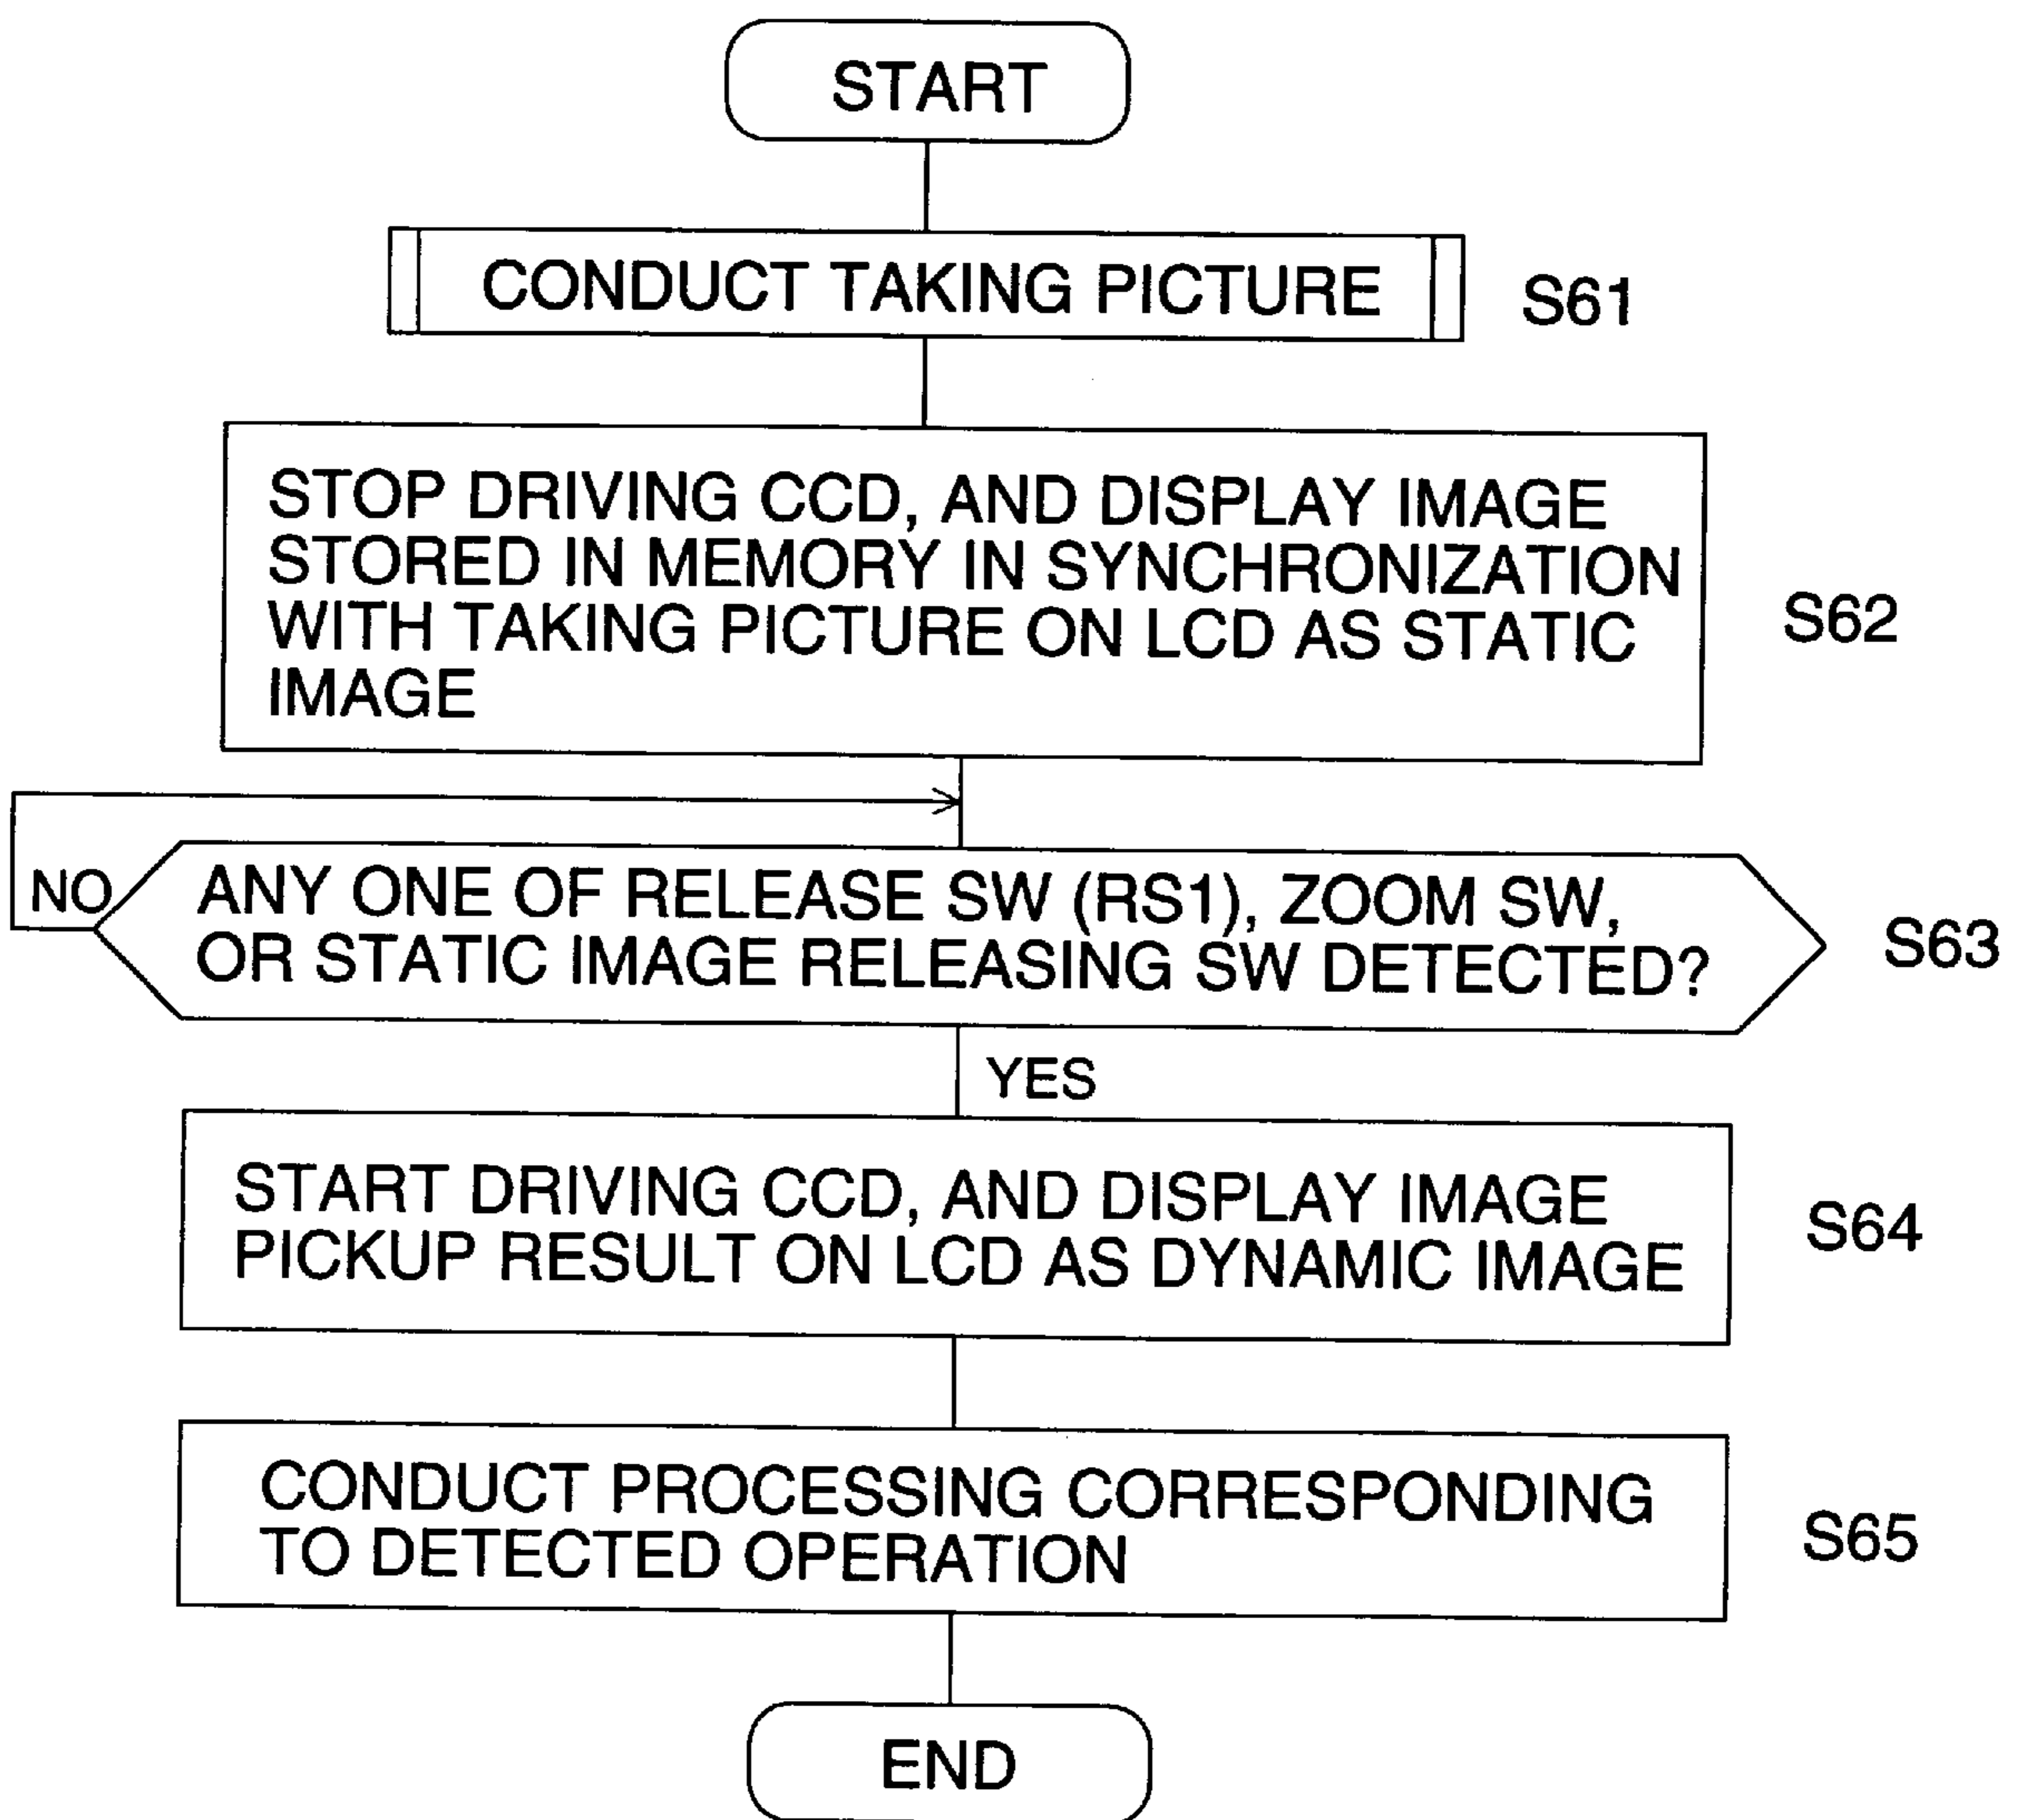 START
CONDUCT TAKING PICTURE
S61
STOP DRIVING CCD, AND DISPLAY IMAGE
STORED IN MEMORY IN SYNCHRONIZATION
WITH TAKING PICTURE ON LCD AS STATIC
IMAGE
S62
NO
ANY ONE OF RELEASE SW (RS1), ZOOM SW,
OR STATIC IMAGE RELEASING SW DETECTED?
S63
YES
START DRIVING CCD, AND DISPLAY IMAGE
PICKUP RESULT ON LCD AS DYNAMIC IMAGE
S64
CONDUCT PROCESSING CORRESPONDING
TO DETECTED OPERATION
S65
END